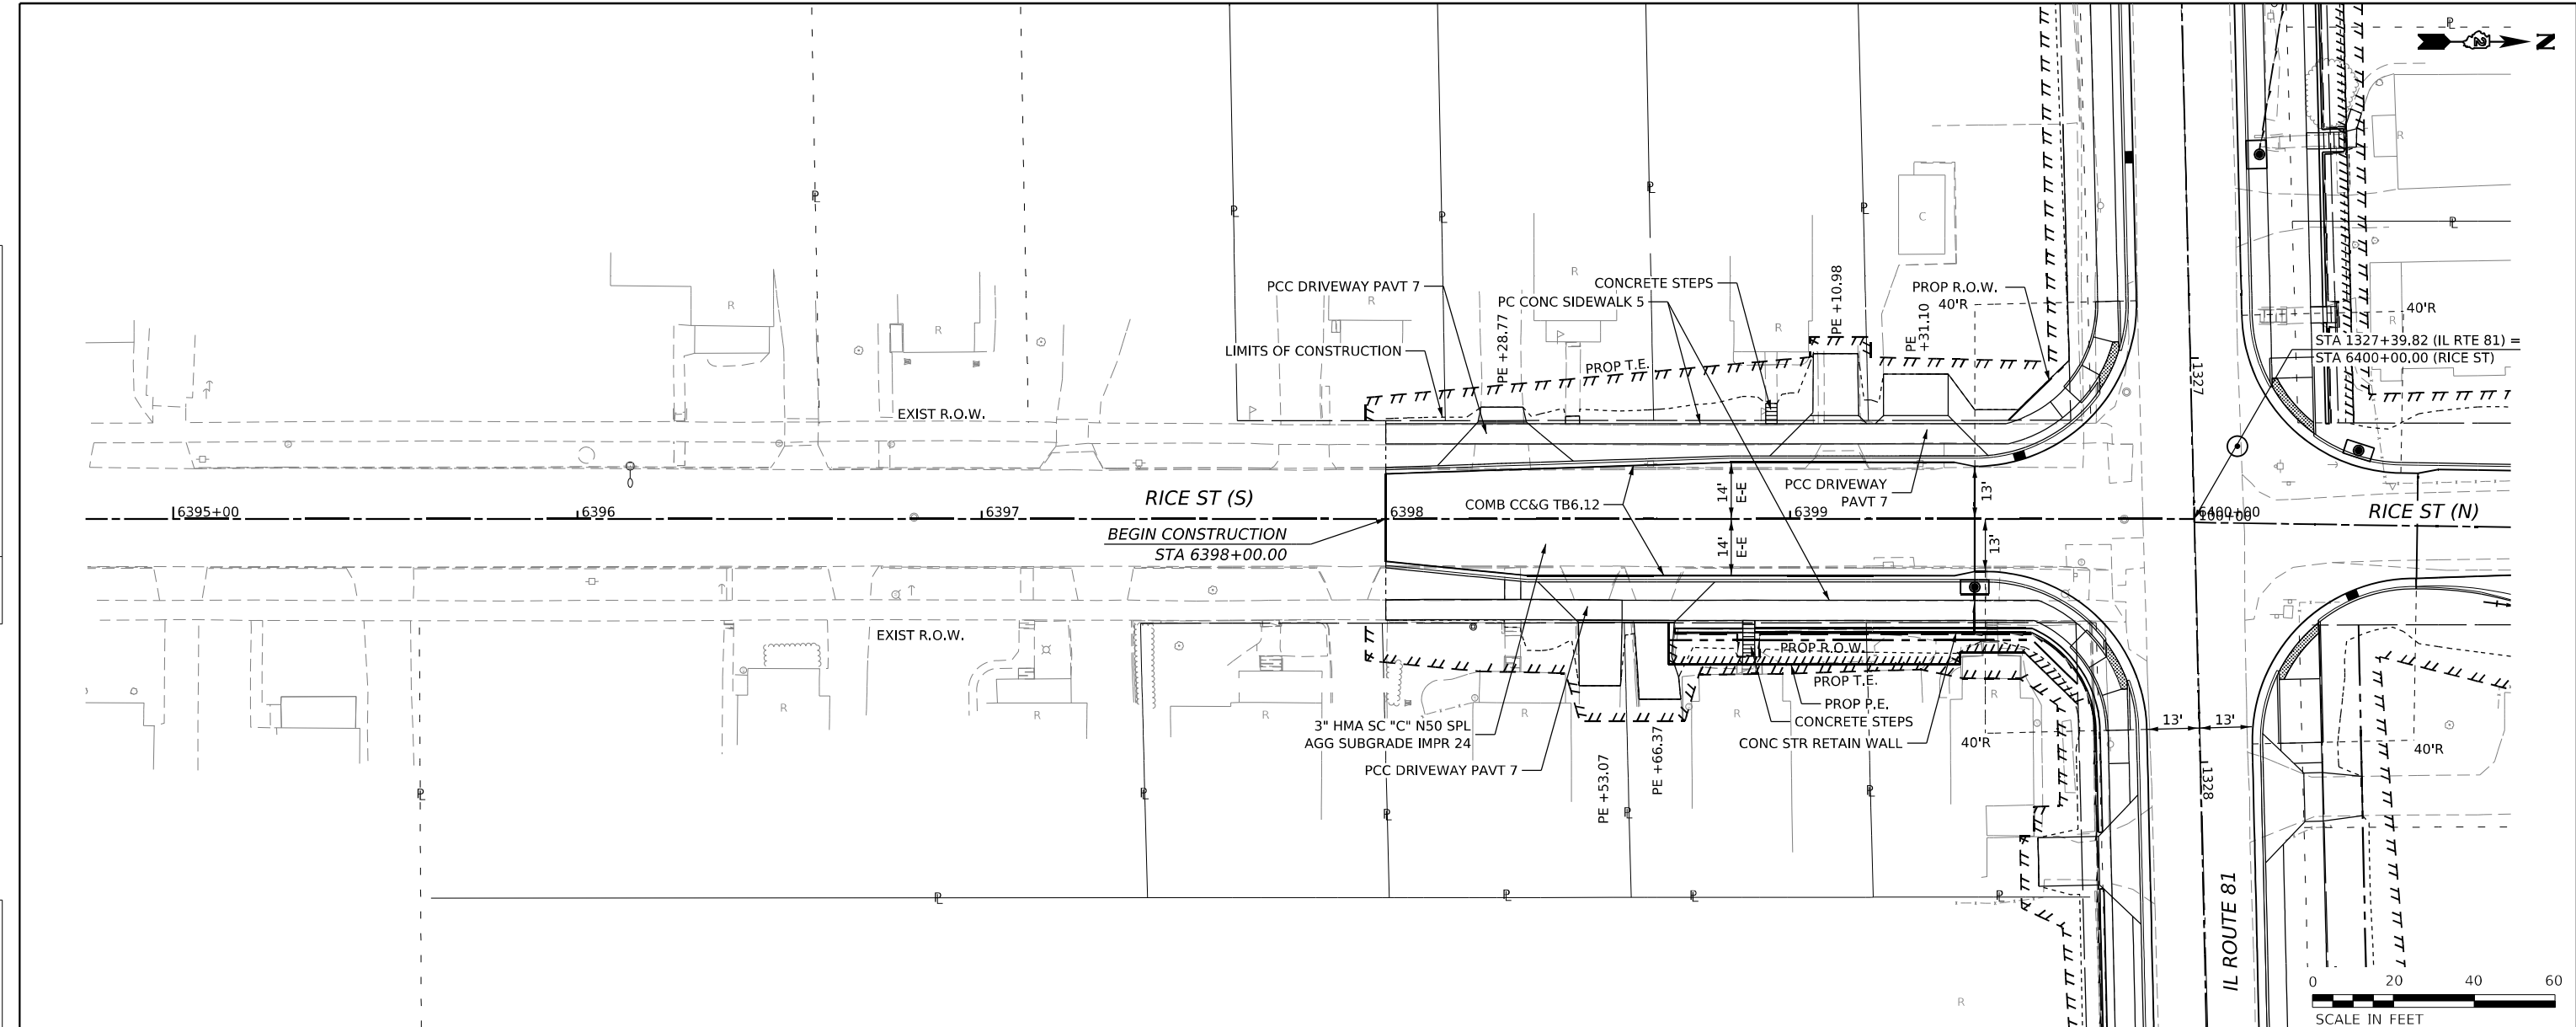 N
PCC DRIVEWAY PAVT 7
CONCRETE STEPS
PC CONC SIDEWALK 5
LIMITS OF CONSTRUCTION
PE +28.77
PROP T.E.
PE +10.98
PE
+31.10
PROP R.O.W.
40'R
40'R
STA 1327+39.82 (IL RTE 81) =
STA 6400+00.00 (RICE ST)
1327
R
R
R
R
R
C
R
R
EXIST R.O.W.
RICE ST (S)
COMB CC&G TB6.12
14'
E-E
14'
E-E
PCC DRIVEWAY
PAVT 7
13'
13'
6395+00
6396
6397
6398
6399
6400+00
100+00
RICE ST (N)
BEGIN CONSTRUCTION
STA 6398+00.00
EXIST R.O.W.
R
R
R
R
R
R
PROP R.O.W.
PROP T.E.
PROP P.E.
CONCRETE STEPS
CONC STR RETAIN WALL
40'R
13'
13'
40'R
3" HMA SC "C" N50 SPL
AGG SUBGRADE IMPR 24
PCC DRIVEWAY PAVT 7
PE +53.07
PE +66.37
1328
IL ROUTE 81
R
0 20 40 60
SCALE IN FEET